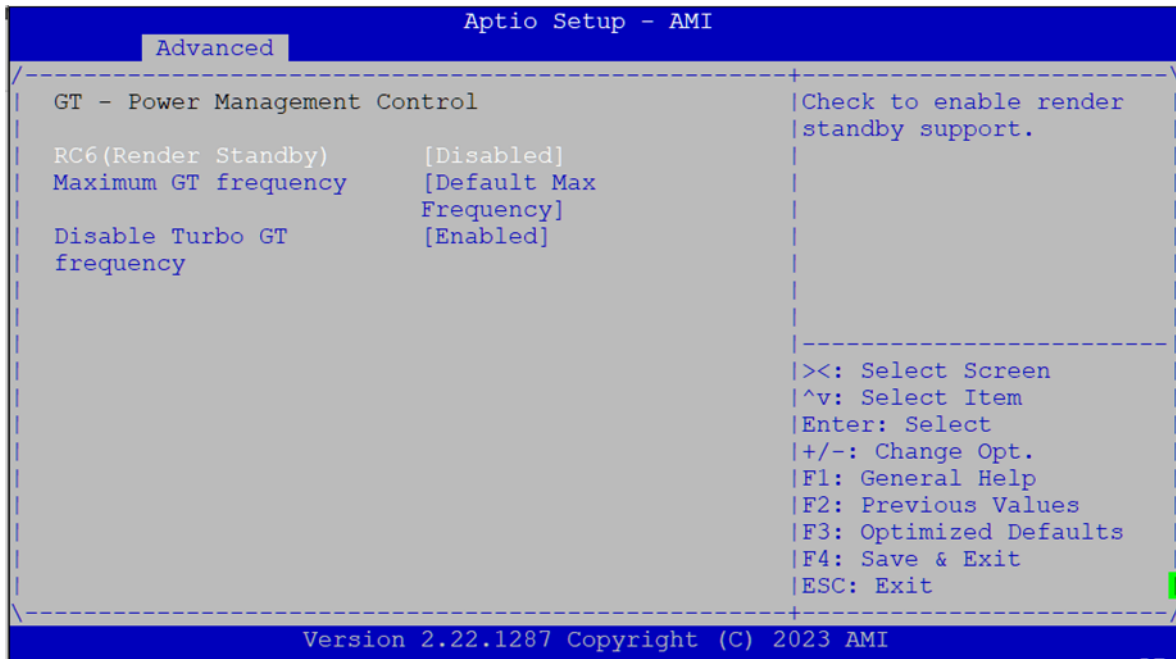 Aptio Setup - AMI
Advanced
GT - Power Management Control
RC6(Render Standby) [Disabled]
Maximum GT frequency [Default Max
Frequency]
Disable Turbo GT [Enabled]
frequency
Check to enable render
standby support.
><: Select Screen
^v: Select Item
Enter: Select
+/-: Change Opt.
F1: General Help
F2: Previous Values
F3: Optimized Defaults
F4: Save & Exit
ESC: Exit
Version 2.22.1287 Copyright (C) 2023 AMI